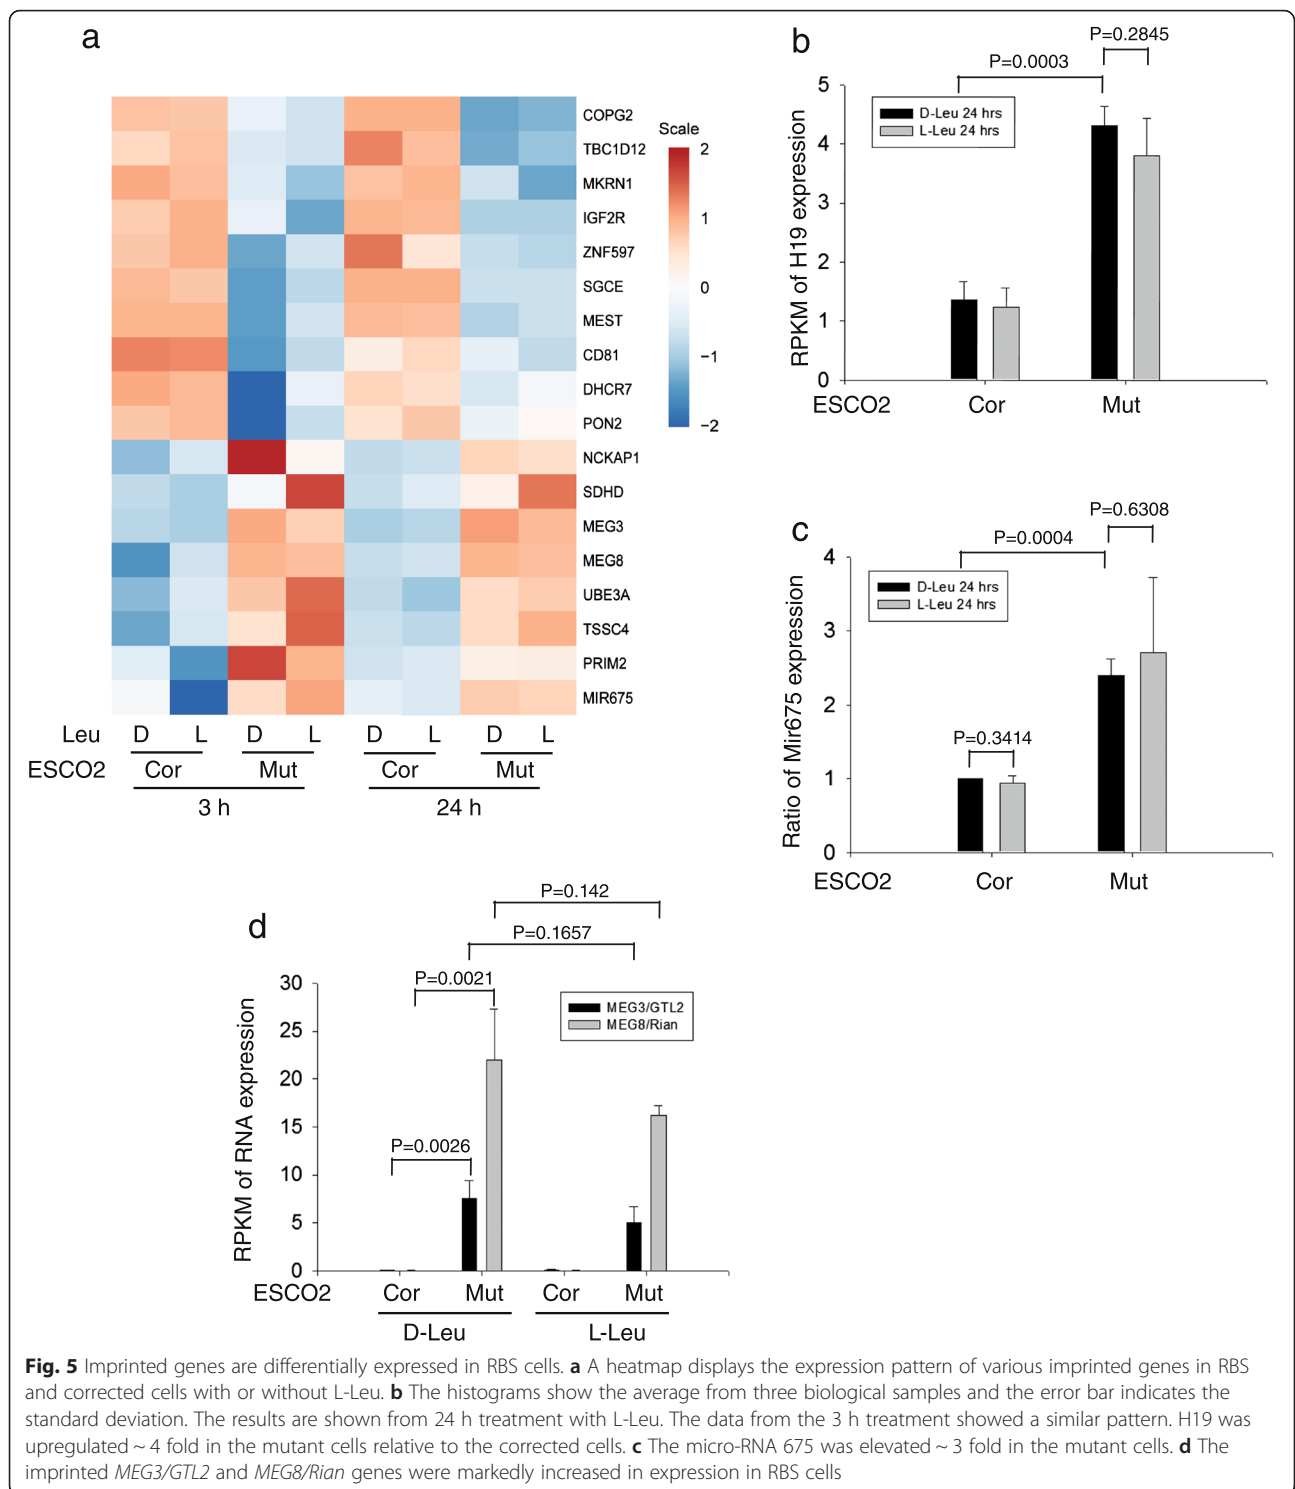 a
COPG2
TBC1D12
MKRN1
IGF2R
ZNF597
SGCE
MEST
CD81
DHCR7
PON2
NCKAP1
SDHD
MEG3
MEG8
UBE3A
TSSC4
PRIM2
MIR675
Scale
2
1
0
−1
−2
Leu D L D L D L D L
ESCO2 Cor Mut Cor Mut
3 h 24 h
b
P=0.2845
P=0.0003
D-Leu 24 hrs
L-Leu 24 hrs
RPKM of H19 expression
5
4
3
2
1
0
ESCO2 Cor Mut
c
P=0.6308
P=0.0004
D-Leu 24 hrs
L-Leu 24 hrs
P=0.3414
Ratio of Mir675 expression
4
3
2
1
0
ESCO2 Cor Mut
d
P=0.142
P=0.1657
P=0.0021
P=0.0026
MEG3/GTL2
MEG8/Rian
RPKM of RNA expression
30
25
20
15
10
5
0
ESCO2 Cor Mut Cor Mut
D-Leu L-Leu
Fig. 5 Imprinted genes are differentially expressed in RBS cells. a A heatmap displays the expression pattern of various imprinted genes in RBS
and corrected cells with or without L-Leu. b The histograms show the average from three biological samples and the error bar indicates the
standard deviation. The results are shown from 24 h treatment with L-Leu. The data from the 3 h treatment showed a similar pattern. H19 was
upregulated ~ 4 fold in the mutant cells relative to the corrected cells. c The micro-RNA 675 was elevated ~ 3 fold in the mutant cells. d The
imprinted MEG3/GTL2 and MEG8/Rian genes were markedly increased in expression in RBS cells